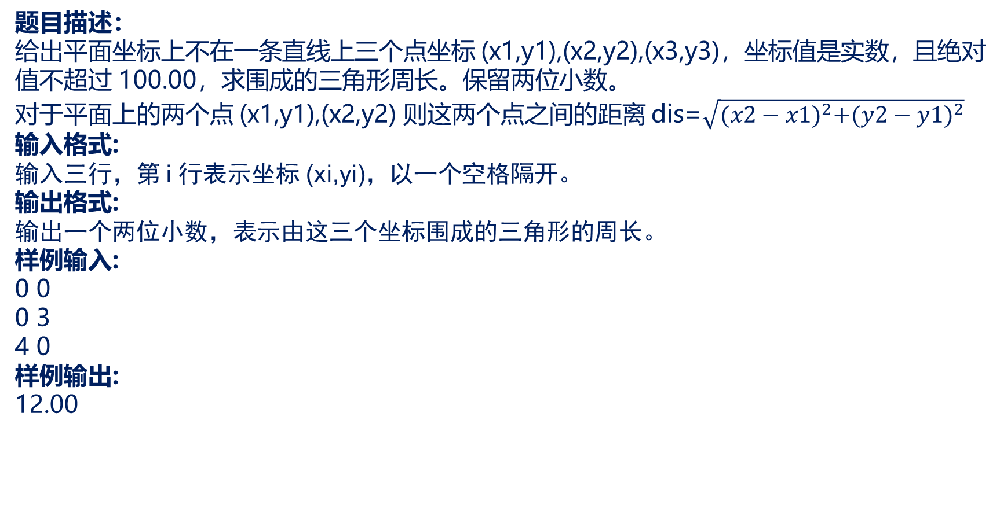 题目描述：
给出平面坐标上不在一条直线上三个点坐标 (x1,y1),(x2,y2),(x3,y3)，坐标值是实数，且绝对
值不超过 100.00，求围成的三角形周长。保留两位小数。
对于平面上的两个点 (x1,y1),(x2,y2) 则这两个点之间的距离 dis=√(x2 − x1)²+(y2 − y1)²
输入格式:
输入三行，第 i 行表示坐标 (xi,yi)，以一个空格隔开。
输出格式:
输出一个两位小数，表示由这三个坐标围成的三角形的周长。
样例输入:
0 0
0 3
4 0
样例输出:
12.00